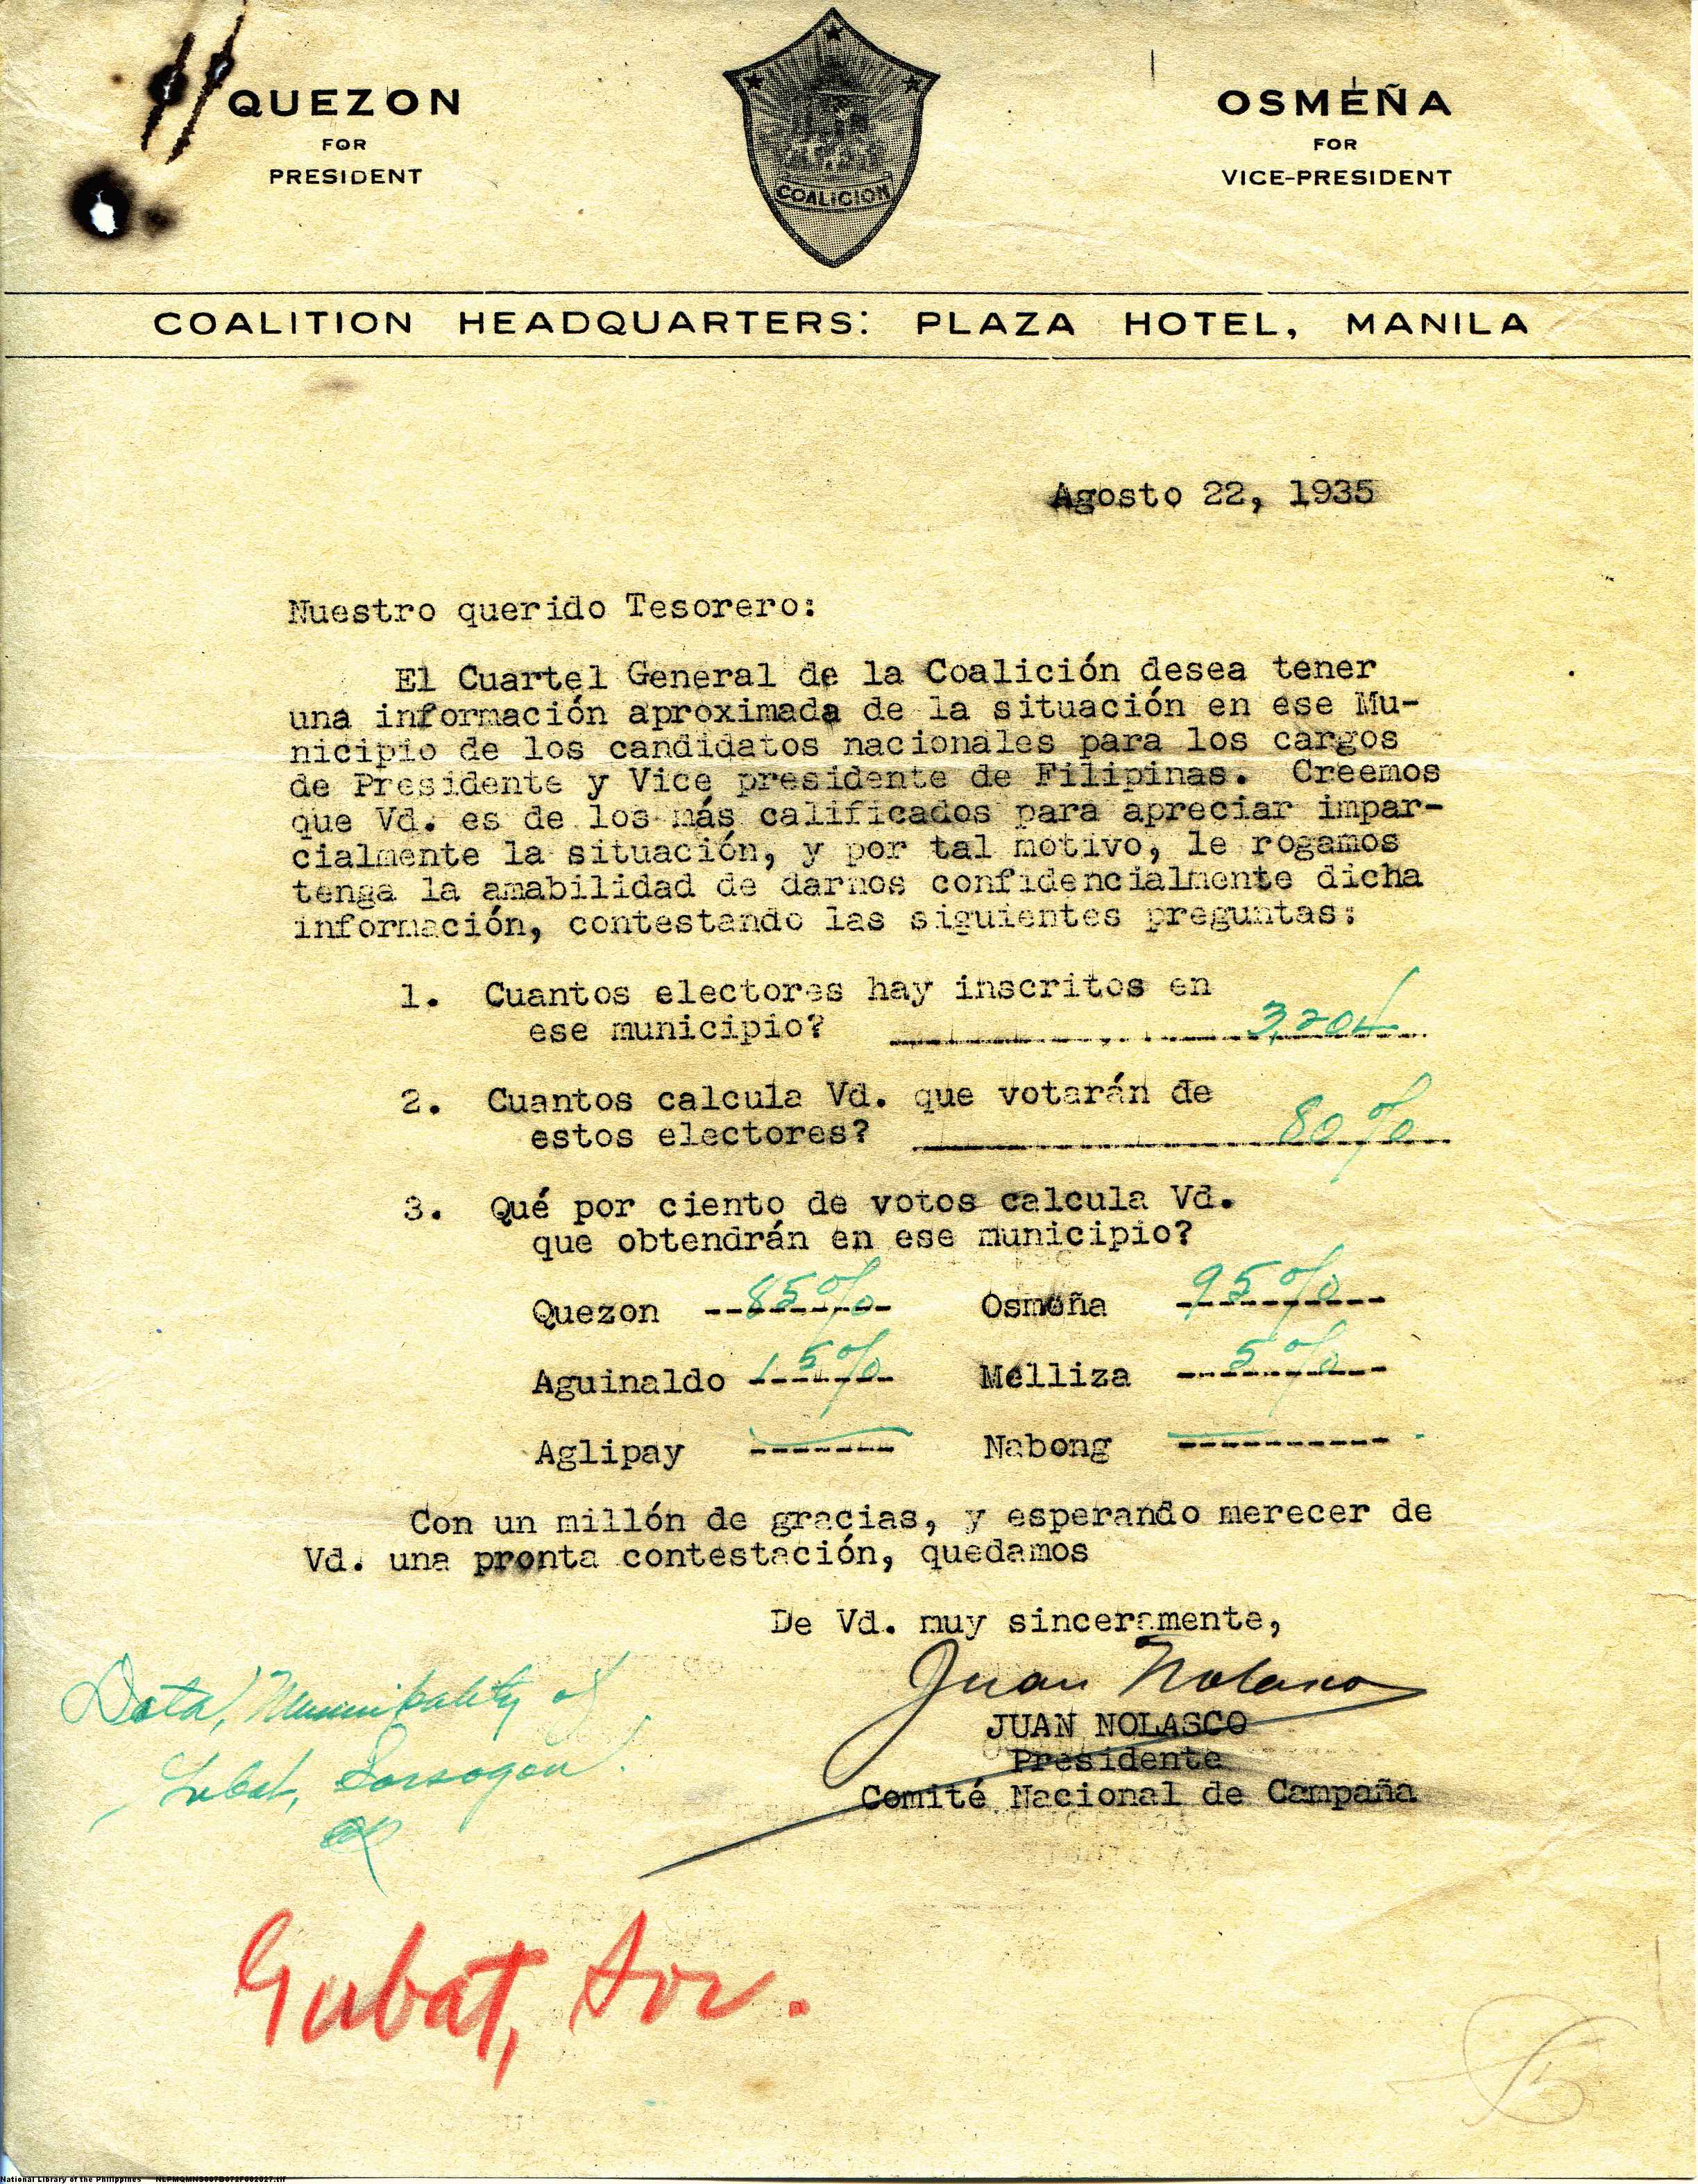 QUEZON
FOR
PRESIDENT
COALICION
OSMEÑA
FOR
VICE-PRESIDENT
COALITION HEADQUARTERS: PLAZA HOTEL, MANILA
Agosto 22, 1935
Nuestro querido Tesorero:
El Cuartel General de la Coalición desea tener
una información aproximada de la situación en ese Mu-
nicipio de los candidatos nacionales para los cargos
de Presidente y Vice presidente de Filipinas. Creemos
que Vd. es de los más calificados para apreciar impar-
cialmente la situación, y por tal motivo, le rogamos
tenga la amabilidad de darnos confidencialmente dicha
información, contestando las siguientes preguntas:
1. Cuantos electores hay inscritos en
ese municipio? 3,204
2. Cuantos calcula Vd. que votarán de
estos electores? 80%
3. Qué por ciento de votos calcula Vd.
que obtendrán en ese municipio?
Quezon 85% Osmeña 95%
Aguinaldo 15% Melliza 5%
Aglipay Nabong
Con un millón de gracias, y esperando merecer de
Vd. una pronta contestación, quedamos
De Vd. muy sinceramente,
Juan Nolasco
JUAN NOLASCO
Presidente
Comité Nacional de Campaña
Data, Municipality of
Gubat, Sorsogon.
Gubat, Sor.
National Library of the Philippines